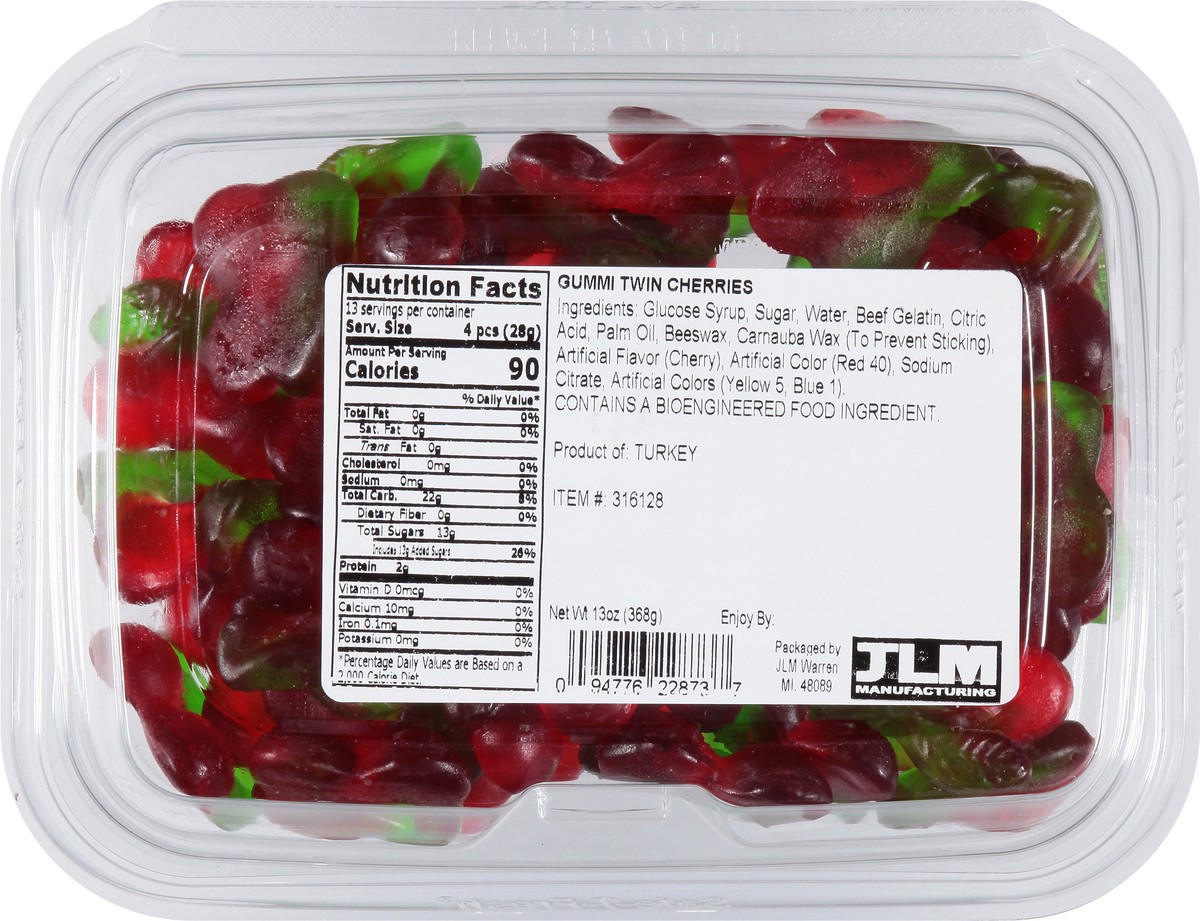 Nutrition Facts
13 servings per container
Serv. Size 4 pcs (28g)
Amount Per Serving
Calories 90
% Daily Value*
Total Fat 0g 0%
Sat. Fat 0g 0%
Trans Fat 0g
Cholesterol 0mg 0%
Sodium 0mg 0%
Total Carb. 22g 8%
Dietary Fiber 0g 0%
Total Sugars 13g
Includes 13g Added Sugars 26%
Protein 2g
Vitamin D 0mcg 0%
Calcium 10mg 0%
Iron 0.1mg 0%
Potassium 0mg 0%
*Percentage Daily Values are Based on a
2,000 Calorie Diet.
GUMMI TWIN CHERRIES
Ingredients: Glucose Syrup, Sugar, Water, Beef Gelatin, Citric
Acid, Palm Oil, Beeswax, Carnauba Wax (To Prevent Sticking),
Artificial Flavor (Cherry), Artificial Color (Red 40), Sodium
Citrate, Artificial Colors (Yellow 5, Blue 1).
CONTAINS A BIOENGINEERED FOOD INGREDIENT.
Product of: TURKEY
ITEM #: 316128
Net Wt 13oz (368g) Enjoy By:
0 94776 22873 7
Packaged by
JLM Warren
MI. 48089
JLM
MANUFACTURING